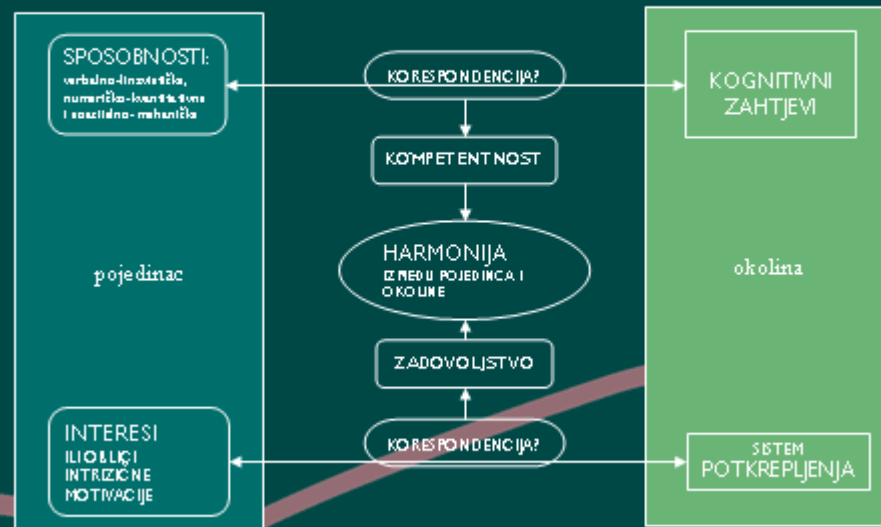 SPOSOBNOSTI:
verbalno-lingvistička,
numeričko-kvantitativna
i spacijalno-mehanička
pojedinac
INTERESI
ILI OBLICI
INTRIZIČNE
MOTIVACIJE
KORESPONDENCIJA?
KOMPETENTNOST
HARMONIJA
IZMEĐU POJEDINCA I
OKOLINE
ZADOVOLJSTVO
KORESPONDENCIJA?
KOGNITIVNI
ZAHTJEVI
okolina
SISTEM
POTKREPLJENJA